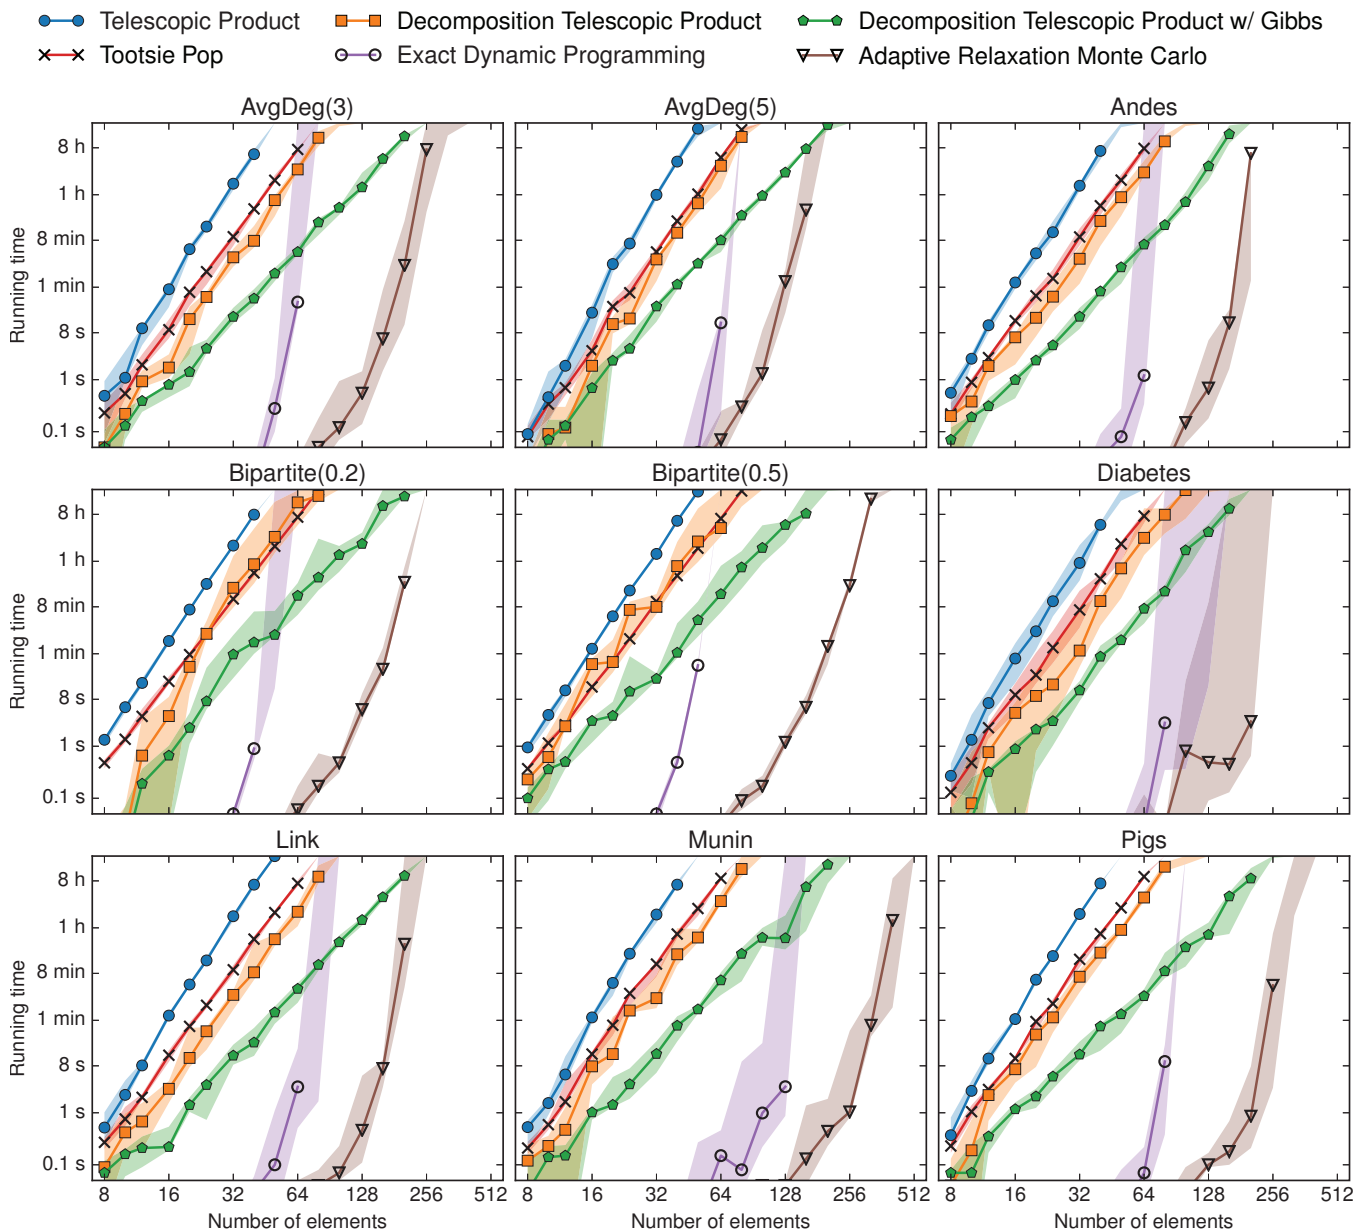 Telescopic Product Decomposition Telescopic Product Decomposition Telescopic Product w/ Gibbs
Tootsie Pop Exact Dynamic Programming Adaptive Relaxation Monte Carlo
AvgDeg(3) AvgDeg(5) Andes
8 h
1 h
8 min
1 min
8 s
1 s
0.1 s
Running time
Bipartite(0.2) Bipartite(0.5) Diabetes
8 h
1 h
8 min
1 min
8 s
1 s
0.1 s
Running time
Link Munin Pigs
8 h
1 h
8 min
1 min
8 s
1 s
0.1 s
Running time
8 16 32 64 128 256 512 8 16 32 64 128 256 512 8 16 32 64 128 256 512
Number of elements Number of elements Number of elements